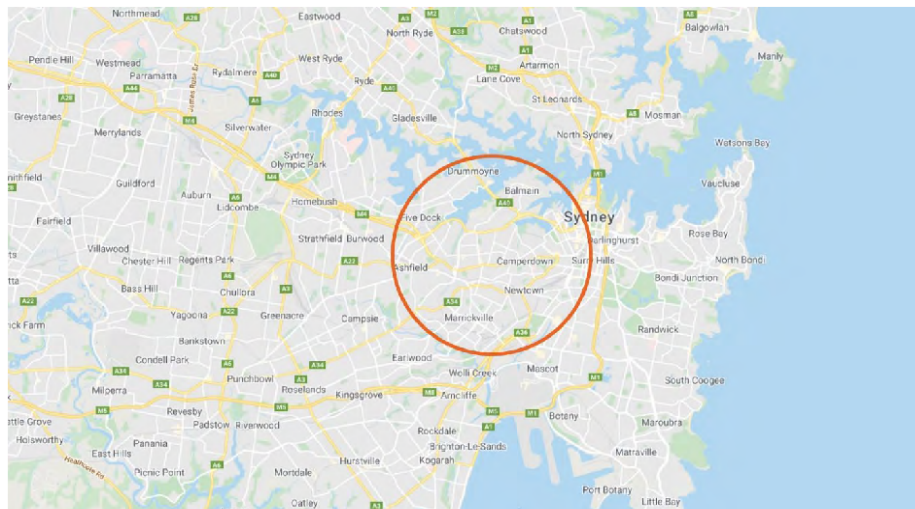 Northmead
Eastwood
North Ryde
Chatswood
Balgowlah
Manly
Pendle Hill
Westmead
Parramatta
Rydalmere
West Ryde
Ryde
Lane Cove
Artarmon
Greystanes
Merrylands
Silverwater
Rhodes
Gladesville
St Leonards
Mosman
North Sydney
Sydney
Olympic Park
Watsons Bay
Drummoyne
Balmain
Vaucluse
mithfield
Guildford
Auburn
Lidcombe
Homebush
Five Dock
Sydney
Fairfield
Strathfield
Burwood
Darlinghurst
Rose Bay
Villawood
Chester Hill
Regents Park
Ashfield
Camperdown
Surry Hills
North Bondi
Bondi Junction
Bass Hill
Chullora
Newtown
Yagoona
Greenacre
Campsie
Marrickville
Randwick
Bankstown
Condell Park
Earlwood
Wolli Creek
Mascot
Milperra
Punchbowl
Roselands
Kingsgrove
Arncliffe
South Coogee
Revesby
Padstow
Riverwood
Botany
Maroubra
Holsworthy
Panania
East Hills
Rockdale
Brighton-Le-Sands
Kogarah
Hurstville
Matraville
Heathcote Rd
Picnic Point
Mortdale
Oatley
Port Botany
Little Bay